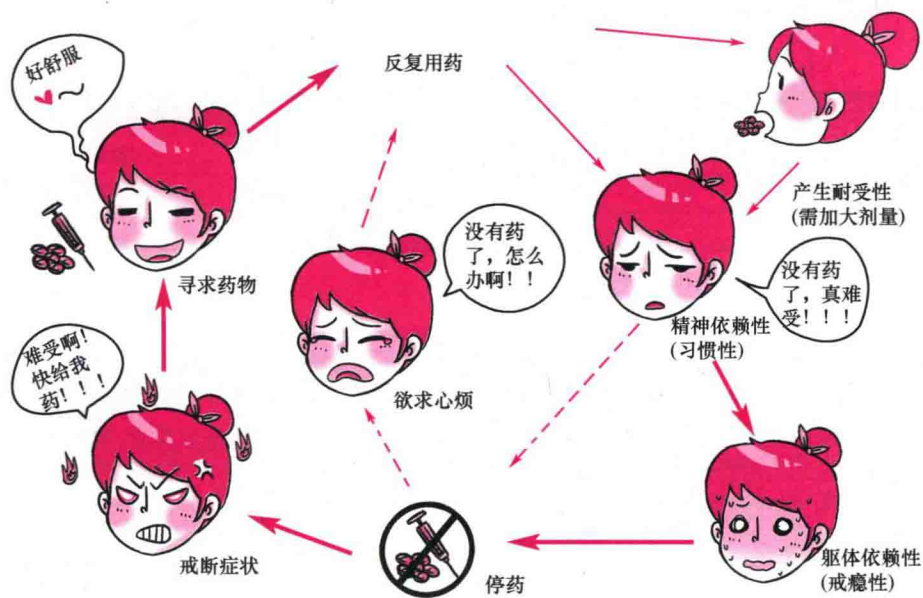 好舒服
反复用药
产生耐受性
(需加大剂量)
没有药
了，怎么
办啊！！
没有药
了，真难
受！！！
寻求药物
精神依赖性
(习惯性)
难受啊！
快给我
药！！！
欲求心烦
戒断症状
停药
躯体依赖性
(戒瘾性)